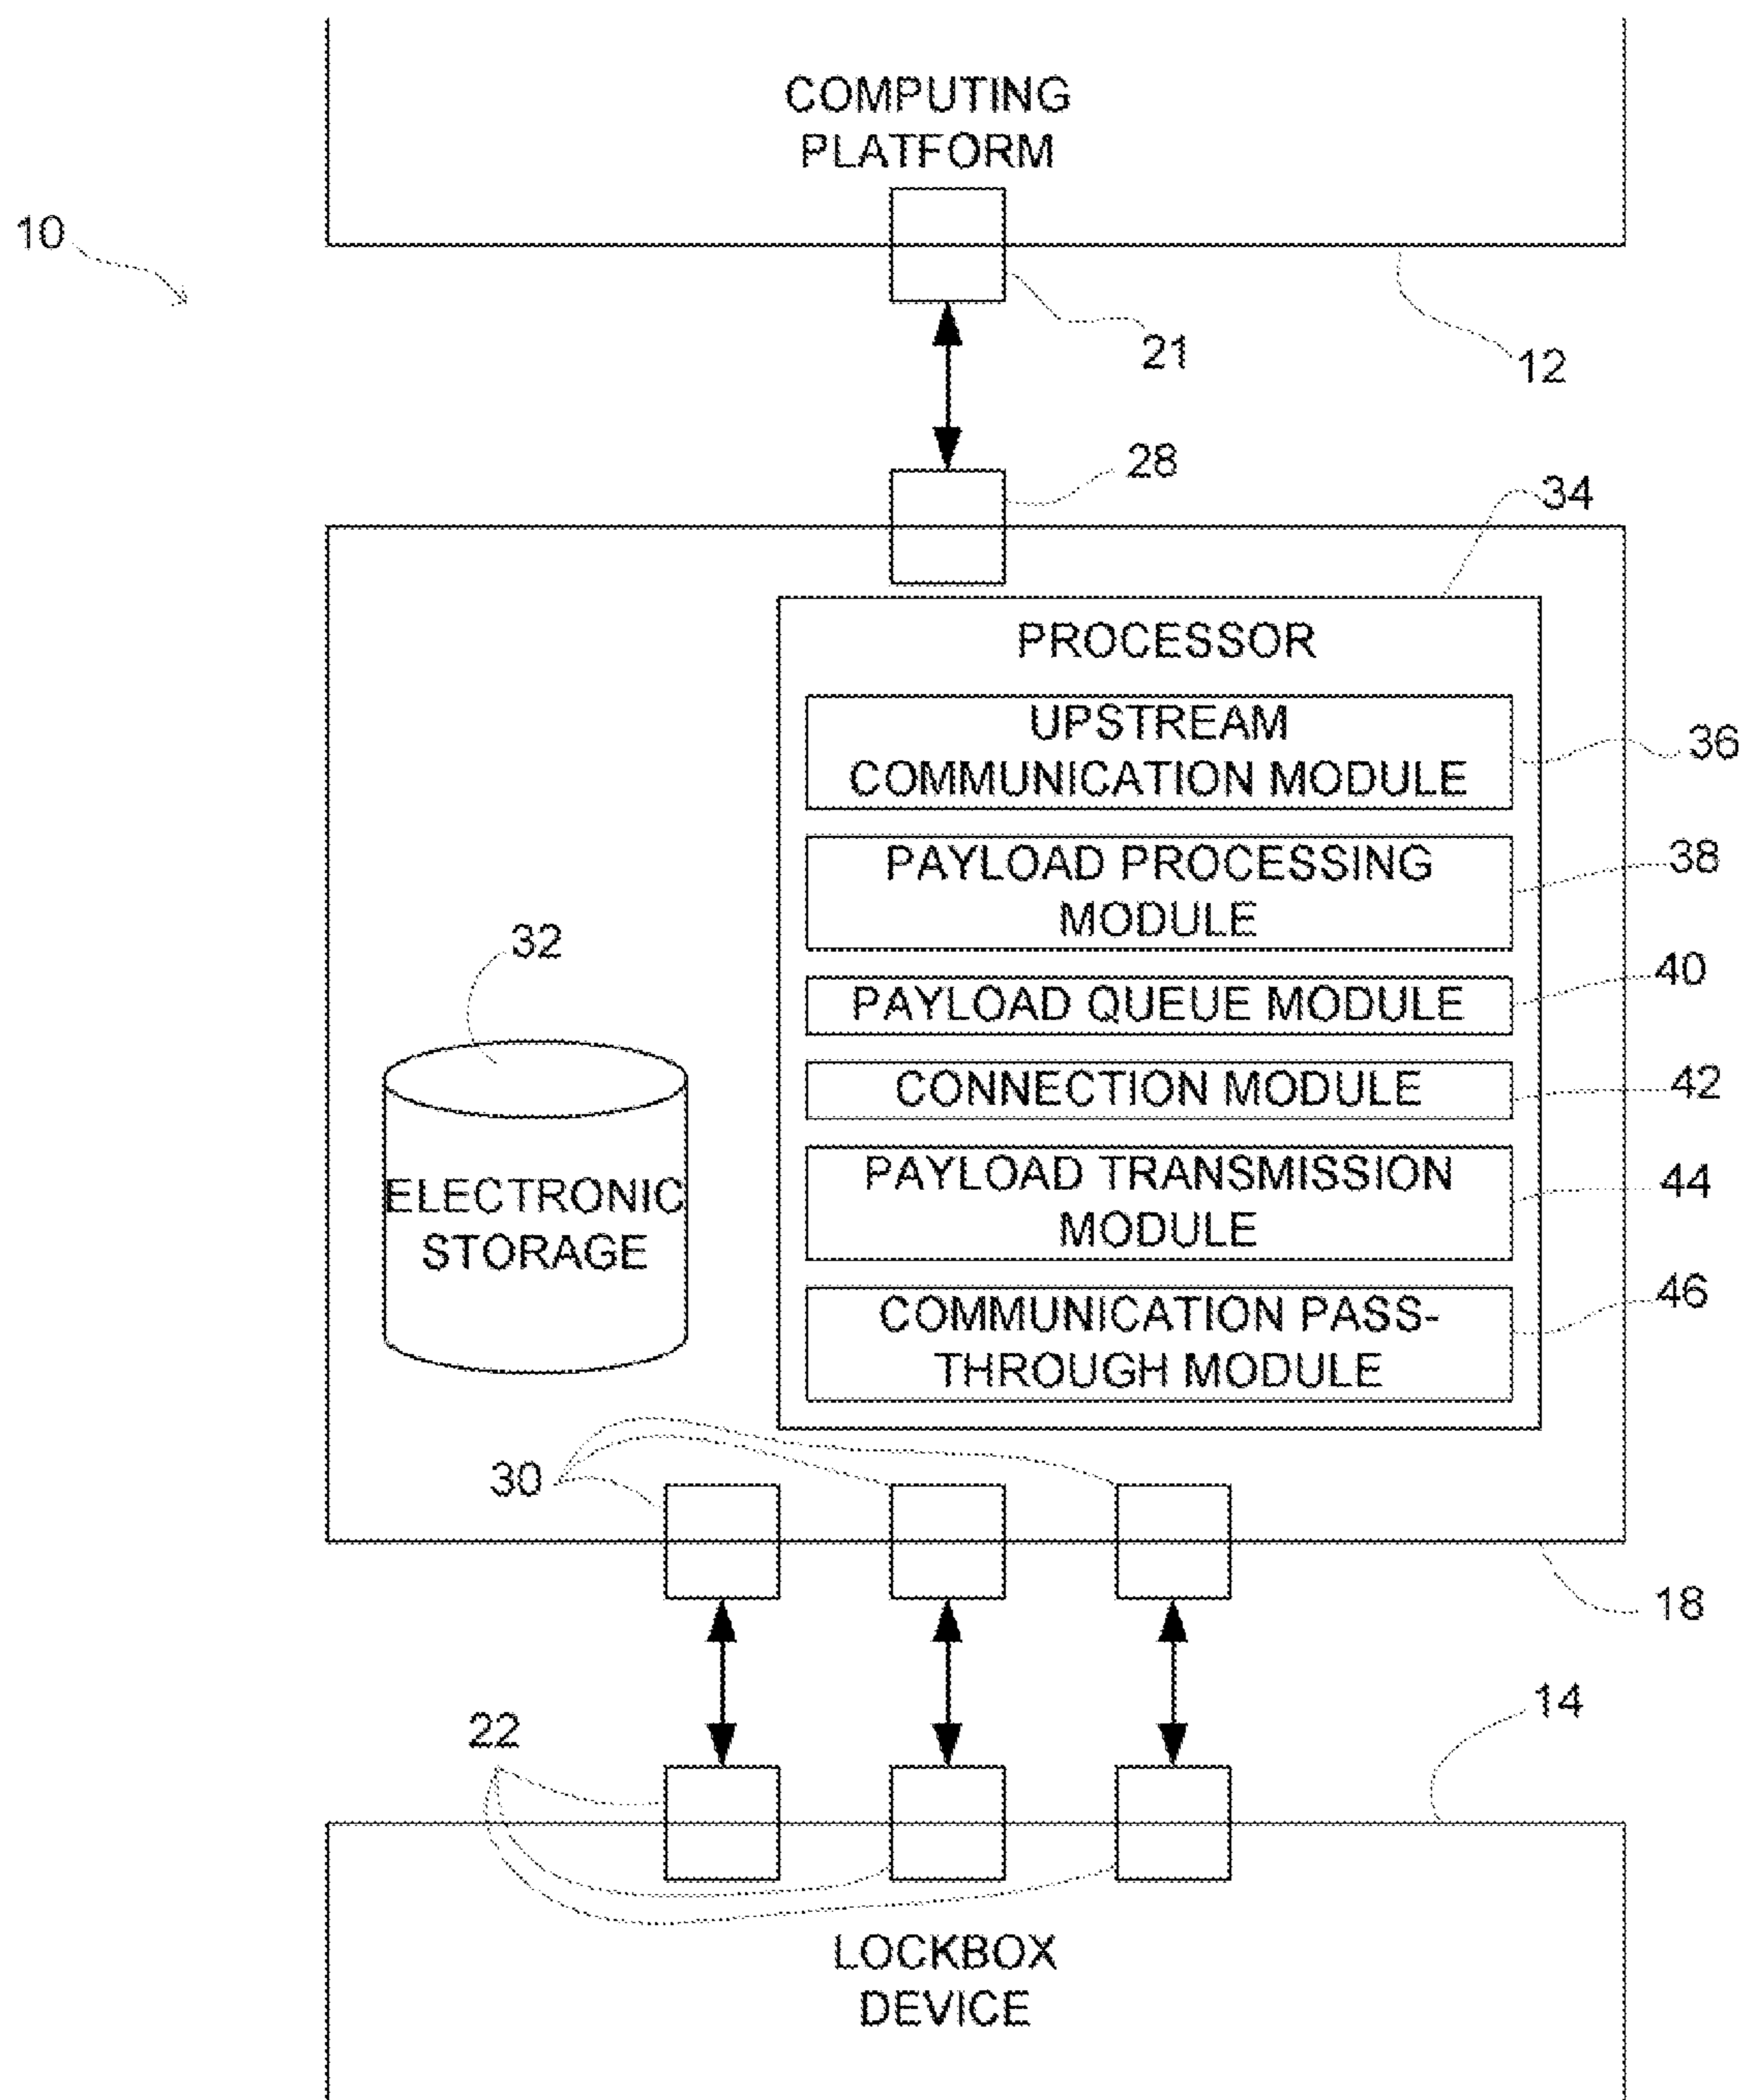 COMPUTING
PLATFORM
10
21
12
28
34
PROCESSOR
UPSTREAM
COMMUNICATION MODULE
36
PAYLOAD PROCESSING
MODULE
38
32
PAYLOAD QUEUE MODULE
40
CONNECTION MODULE
42
ELECTRONIC
STORAGE
PAYLOAD TRANSMISSION
MODULE
44
COMMUNICATION PASS-
THROUGH MODULE
46
30
18
22
14
LOCKBOX
DEVICE